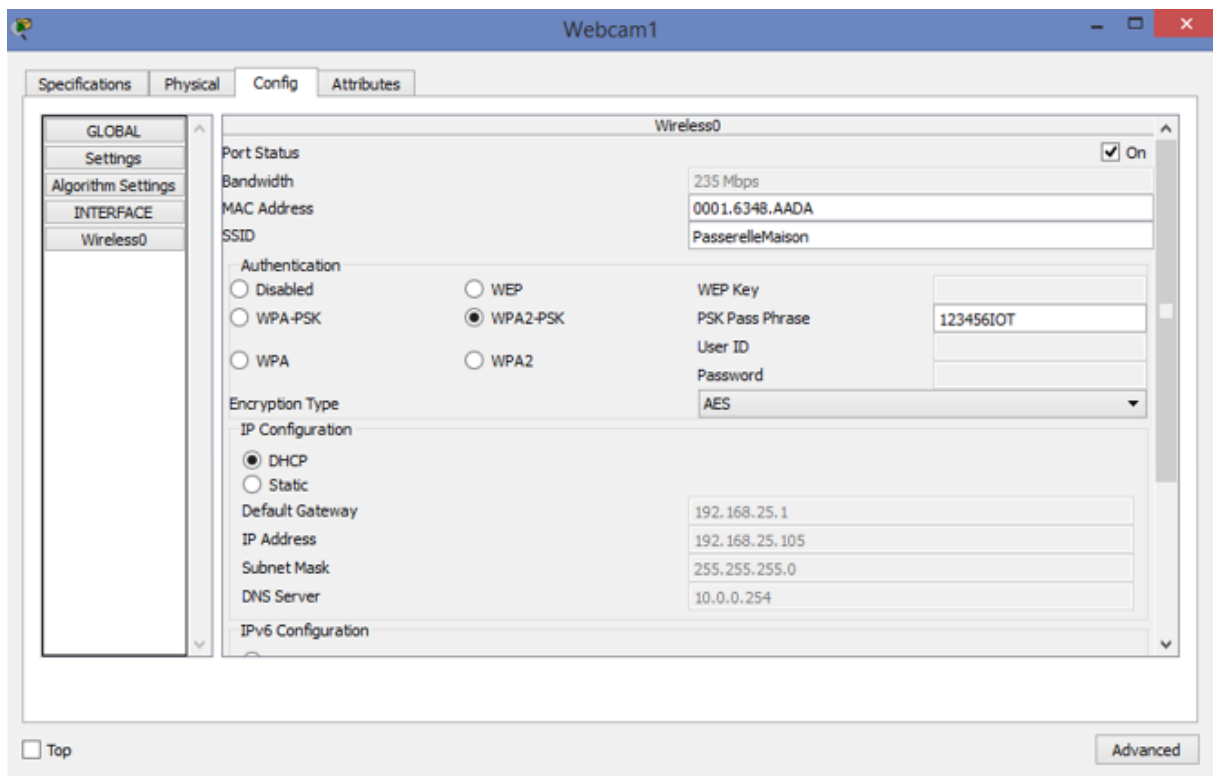 Webcam1
Specifications Physical Config Attributes
GLOBAL
Settings
Algorithm Settings
INTERFACE
Wireless0
Wireless0
Port Status On
Bandwidth 235 Mbps
MAC Address 0001.6348.AADA
SSID PasserelleMaison
Authentication
Disabled WEP WEP Key
WPA-PSK WPA2-PSK PSK Pass Phrase 123456IOT
User ID
WPA WPA2
Password
Encryption Type AES
IP Configuration
DHCP
Static
Default Gateway 192.168.25.1
IP Address 192.168.25.105
Subnet Mask 255.255.255.0
DNS Server 10.0.0.254
IPv6 Configuration
Top Advanced